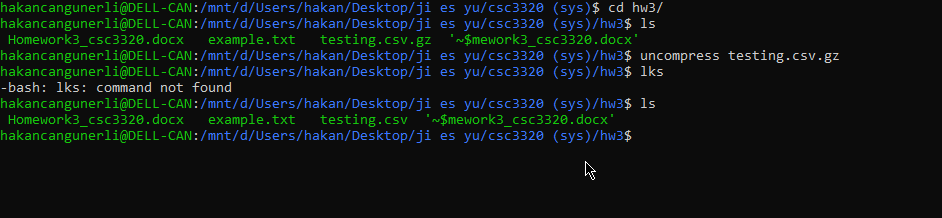 hakancangunerli@DELL-CAN:/mnt/d/Users/hakan/Desktop/ji es yu/csc3320 (sys)$ cd hw3/
hakancangunerli@DELL-CAN:/mnt/d/Users/hakan/Desktop/ji es yu/csc3320 (sys)/hw3$ ls
 Homework3_csc3320.docx   example.txt   testing.csv.gz  '~$mework3_csc3320.docx'
hakancangunerli@DELL-CAN:/mnt/d/Users/hakan/Desktop/ji es yu/csc3320 (sys)/hw3$ uncompress testing.csv.gz
hakancangunerli@DELL-CAN:/mnt/d/Users/hakan/Desktop/ji es yu/csc3320 (sys)/hw3$ lks
-bash: lks: command not found
hakancangunerli@DELL-CAN:/mnt/d/Users/hakan/Desktop/ji es yu/csc3320 (sys)/hw3$ ls
 Homework3_csc3320.docx   example.txt   testing.csv  '~$mework3_csc3320.docx'
hakancangunerli@DELL-CAN:/mnt/d/Users/hakan/Desktop/ji es yu/csc3320 (sys)/hw3$